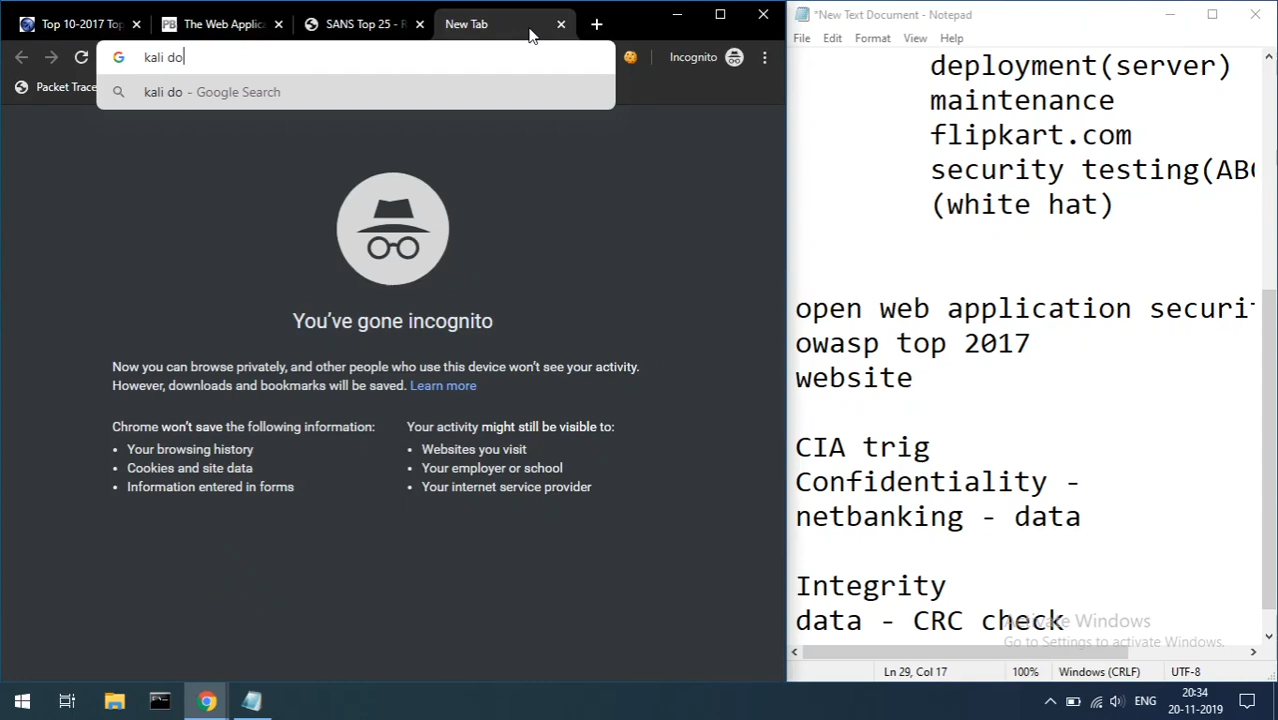 Top 10-2017 Top
PB The Web Applic
SANS Top 25 - R
New Tab
kali do
Incognito
Packet Trace
kali do - Google Search
You've gone incognito
Now you can browse privately, and other people who use this device won't see your activity.
However, downloads and bookmarks will be saved. Learn more
Chrome won't save the following information:
• Your browsing history
• Cookies and site data
• Information entered in forms
Your activity might still be visible to:
• Websites you visit
• Your employer or school
• Your internet service provider
*New Text Document - Notepad
File Edit Format View Help
deployment(server)
maintenance
flipkart.com
security testing(ABC
(white hat)
open web application securit
owasp top 2017
website
CIA trig
Confidentiality -
netbanking - data
Integrity
data - CRC check
Activate Windows
Go to Settings to activate Windows.
Ln 29, Col 17 100% Windows (CRLF) UTF-8
ENG
20:34
20-11-2019